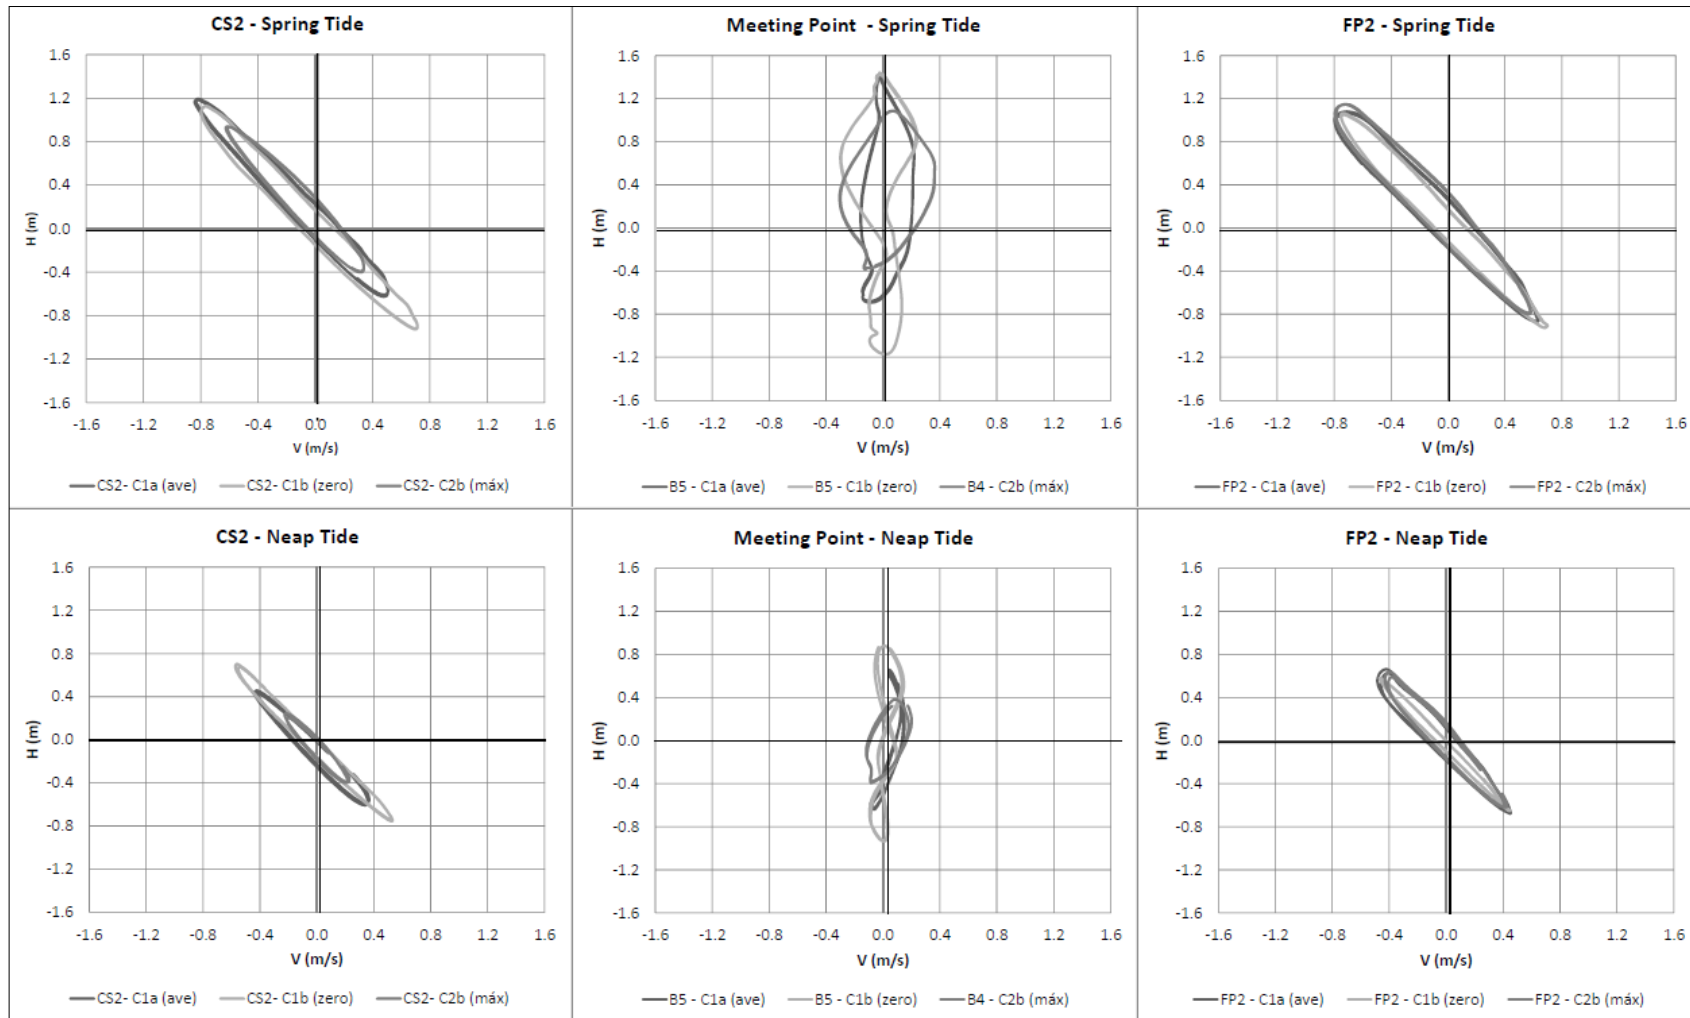 CS2 - Spring Tide
1.6
1.2
0.8
0.4
0.0
-0.4
-0.8
-1.2
-1.6
H (m)
-1.6 -1.2 -0.8 -0.4 0.0 0.4 0.8 1.2 1.6
V (m/s)
CS2- C1a (ave) CS2- C1b (zero) CS2- C2b (máx)
Meeting Point - Spring Tide
1.6
1.2
0.8
0.4
0.0
-0.4
-0.8
-1.2
-1.6
H (m)
-1.6 -1.2 -0.8 -0.4 0.0 0.4 0.8 1.2 1.6
V (m/s)
B5 - C1a (ave) B5 - C1b (zero) B4 - C2b (máx)
FP2 - Spring Tide
1.6
1.2
0.8
0.4
0.0
-0.4
-0.8
-1.2
-1.6
H (m)
-1.6 -1.2 -0.8 -0.4 0.0 0.4 0.8 1.2 1.6
V (m/s)
FP2 - C1a (ave) FP2 - C1b (zero) FP2 - C2b (máx)
CS2 - Neap Tide
1.6
1.2
0.8
0.4
0.0
-0.4
-0.8
-1.2
-1.6
H (m)
-1.6 -1.2 -0.8 -0.4 0.0 0.4 0.8 1.2 1.6
V (m/s)
CS2- C1a (ave) CS2- C1b (zero) CS2- C2b (máx)
Meeting Point - Neap Tide
1.6
1.2
0.8
0.4
0.0
-0.4
-0.8
-1.2
-1.6
H (m)
-1.6 -1.2 -0.8 -0.4 0.0 0.4 0.8 1.2 1.6
V (m/s)
B5 - C1a (ave) B5 - C1b (zero) B4 - C2b (máx)
FP2 - Neap Tide
1.6
1.2
0.8
0.4
0.0
-0.4
-0.8
-1.2
-1.6
H (m)
-1.6 -1.2 -0.8 -0.4 0.0 0.4 0.8 1.2 1.6
V (m/s)
FP2 - C1a (ave) FP2 - C1b (zero) FP2 - C2b (máx)